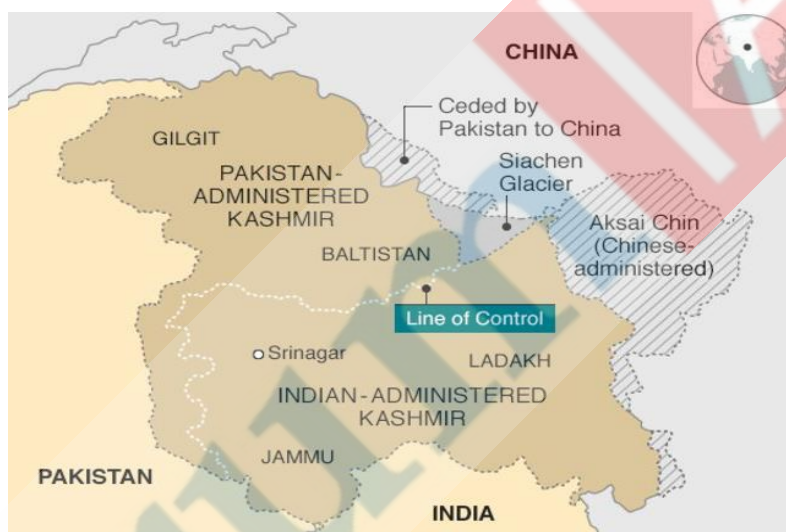 CHINA
Ceded by
Pakistan to China
GILGIT
Siachen
Glacier
PAKISTAN-
ADMINISTERED
KASHMIR
Aksai Chin
(Chinese-
administered)
BALTISTAN
Line of Control
Srinagar
LADAKH
INDIAN-ADMINISTERED
KASHMIR
JAMMU
PAKISTAN
INDIA